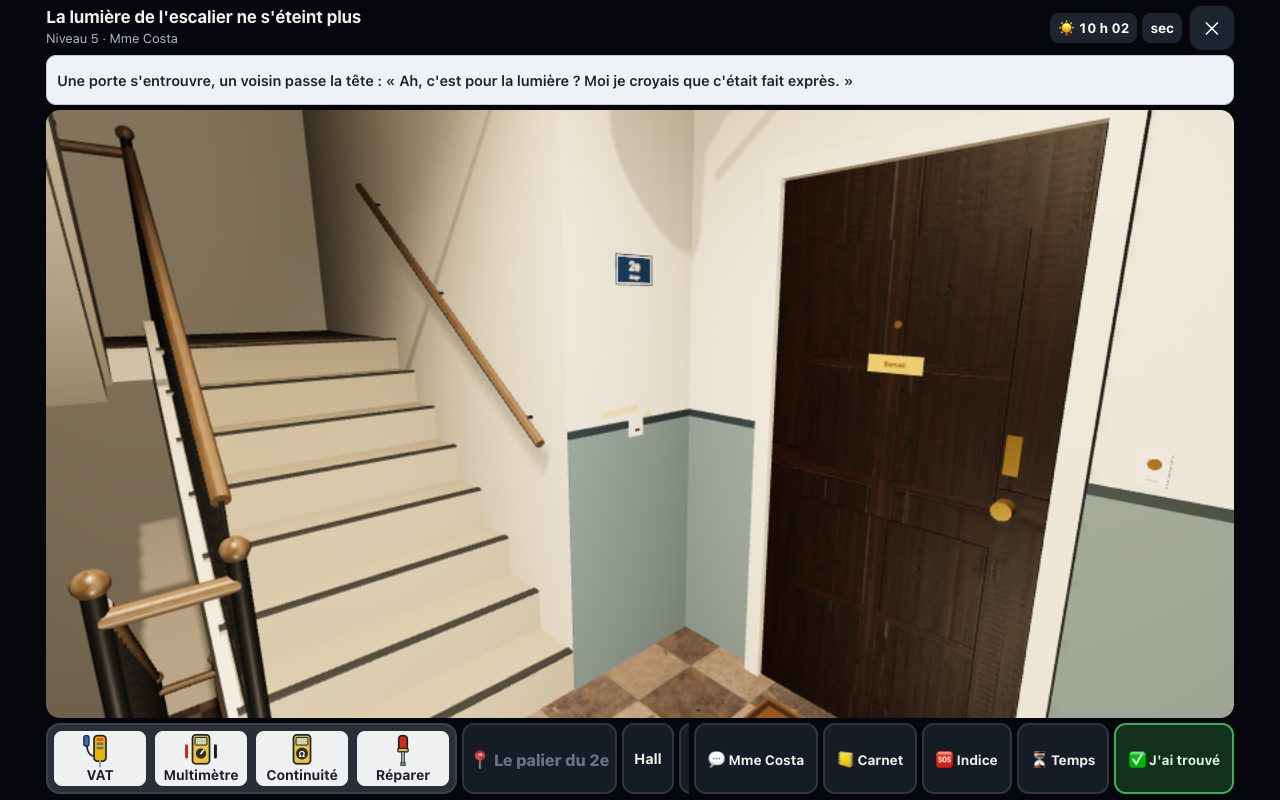 La lumière de l'escalier ne s'éteint plus
Niveau 5 · Mme Costa
10 h 02
sec
Une porte s'entrouvre, un voisin passe la tête : « Ah, c'est pour la lumière ? Moi je croyais que c'était fait exprès. »
2e
VAT
Multimètre
Continuité
Réparer
Le palier du 2e
Hall
Mme Costa
Carnet
SOS
Indice
Temps
J'ai trouvé